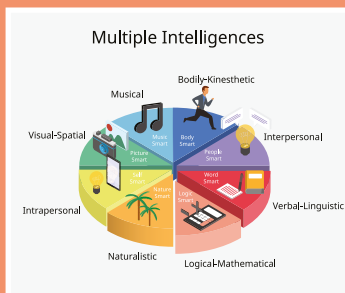 Multiple Intelligences
Bodily-Kinesthetic
Musical
Visual-Spatial
Interpersonal
Music
Smart
Body
Smart
Picture
Smart
People
Smart
Self
Smart
Word
Smart
Nature
Smart
Logic
Smart
Intrapersonal
Verbal-Linguistic
Naturalistic
Logical-Mathematical